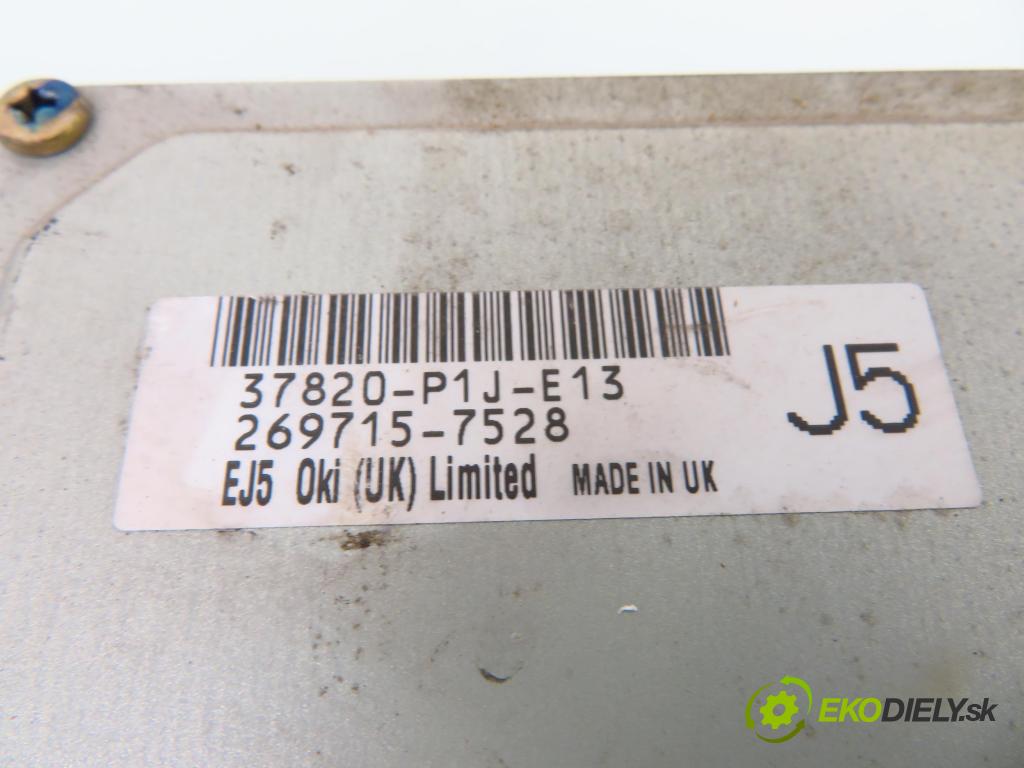 37820-P1J-E13
269715-7528
J5
EJ5 Oki (UK) Limited MADE IN UK
EKODIELY.sk